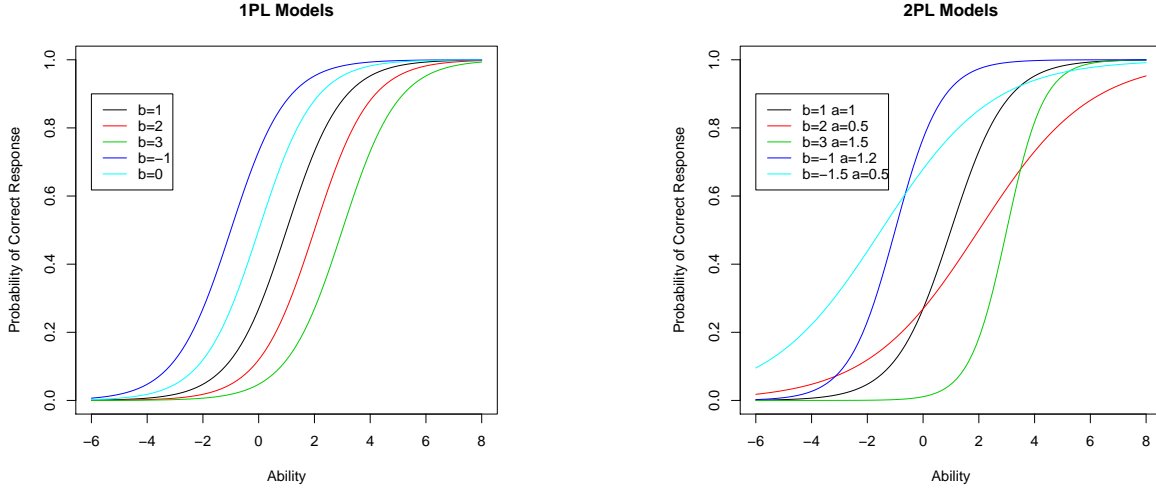 1PL Models
Probability of Correct Response
1.0
0.8
0.6
0.4
0.2
0.0
b=1
b=2
b=3
b=−1
b=0
−6 −4 −2 0 2 4 6 8
Ability
2PL Models
Probability of Correct Response
1.0
0.8
0.6
0.4
0.2
0.0
b=1 a=1
b=2 a=0.5
b=3 a=1.5
b=−1 a=1.2
b=−1.5 a=0.5
−6 −4 −2 0 2 4 6 8
Ability